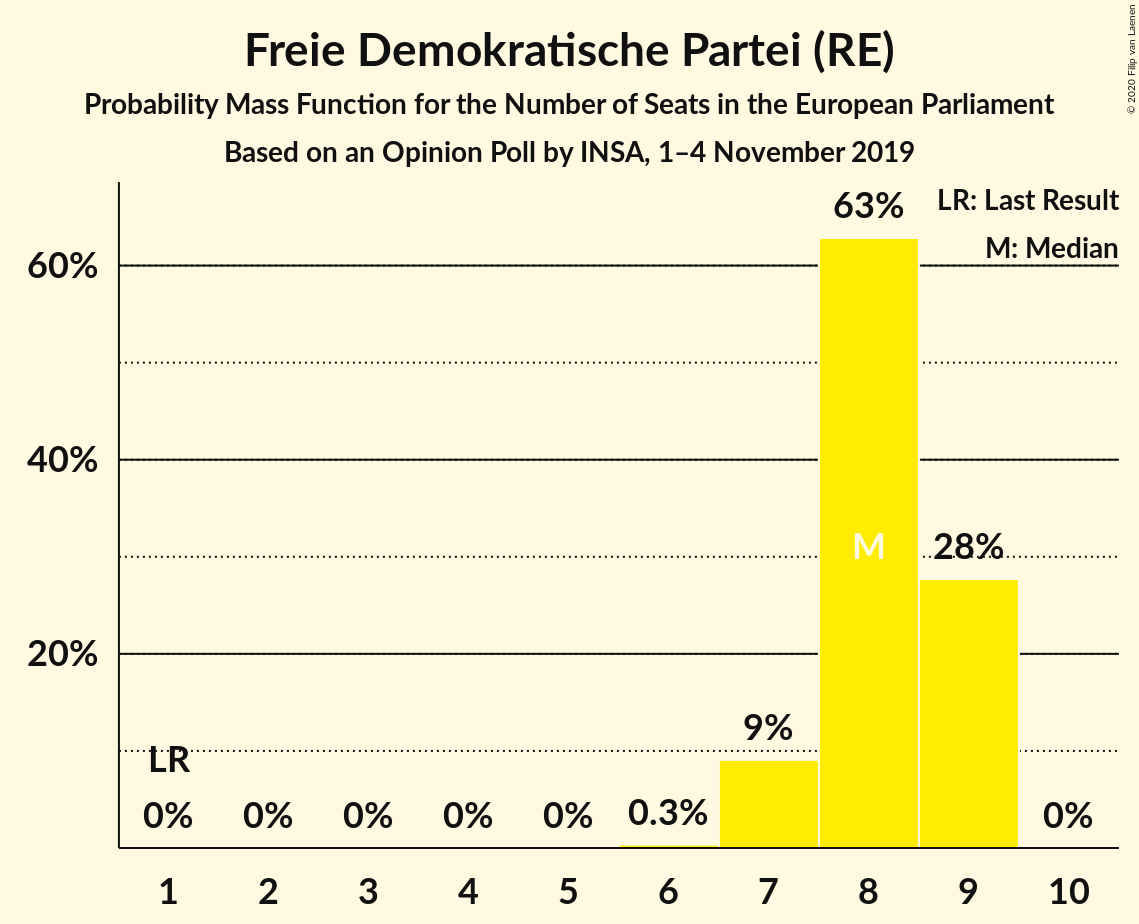 Freie Demokratische Partei (RE)
Probability Mass Function for the Number of Seats in the European Parliament
Based on an Opinion Poll by INSA, 1–4 November 2019
© 2020 Filip van Laenen
LR: Last Result
M: Median
63%
60%
40%
28%
M
20%
9%
LR
0% 0% 0% 0% 0% 0.3% 0%
1 2 3 4 5 6 7 8 9 10